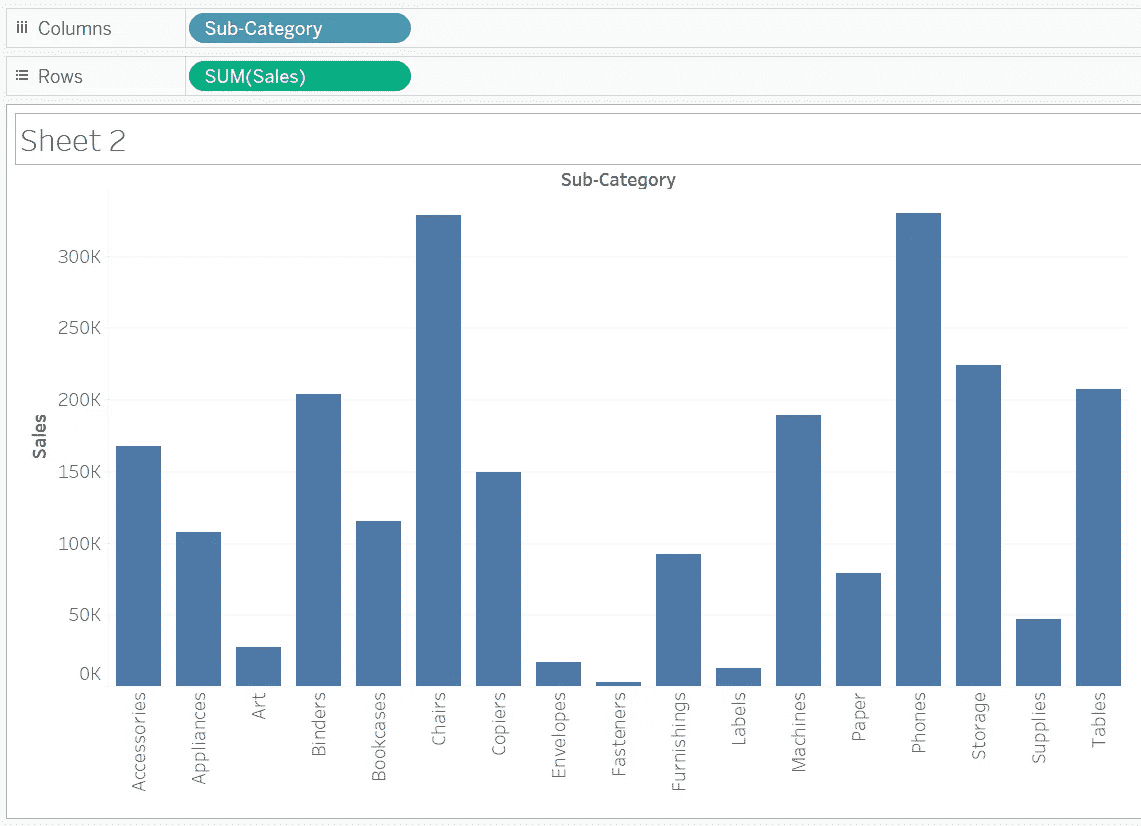 Columns
Sub-Category
Rows
SUM(Sales)
Sheet 2
Sub-Category
Sales
300K
250K
200K
150K
100K
50K
0K
Accessories
Appliances
Art
Binders
Bookcases
Chairs
Copiers
Envelopes
Fasteners
Furnishings
Labels
Machines
Paper
Phones
Storage
Supplies
Tables